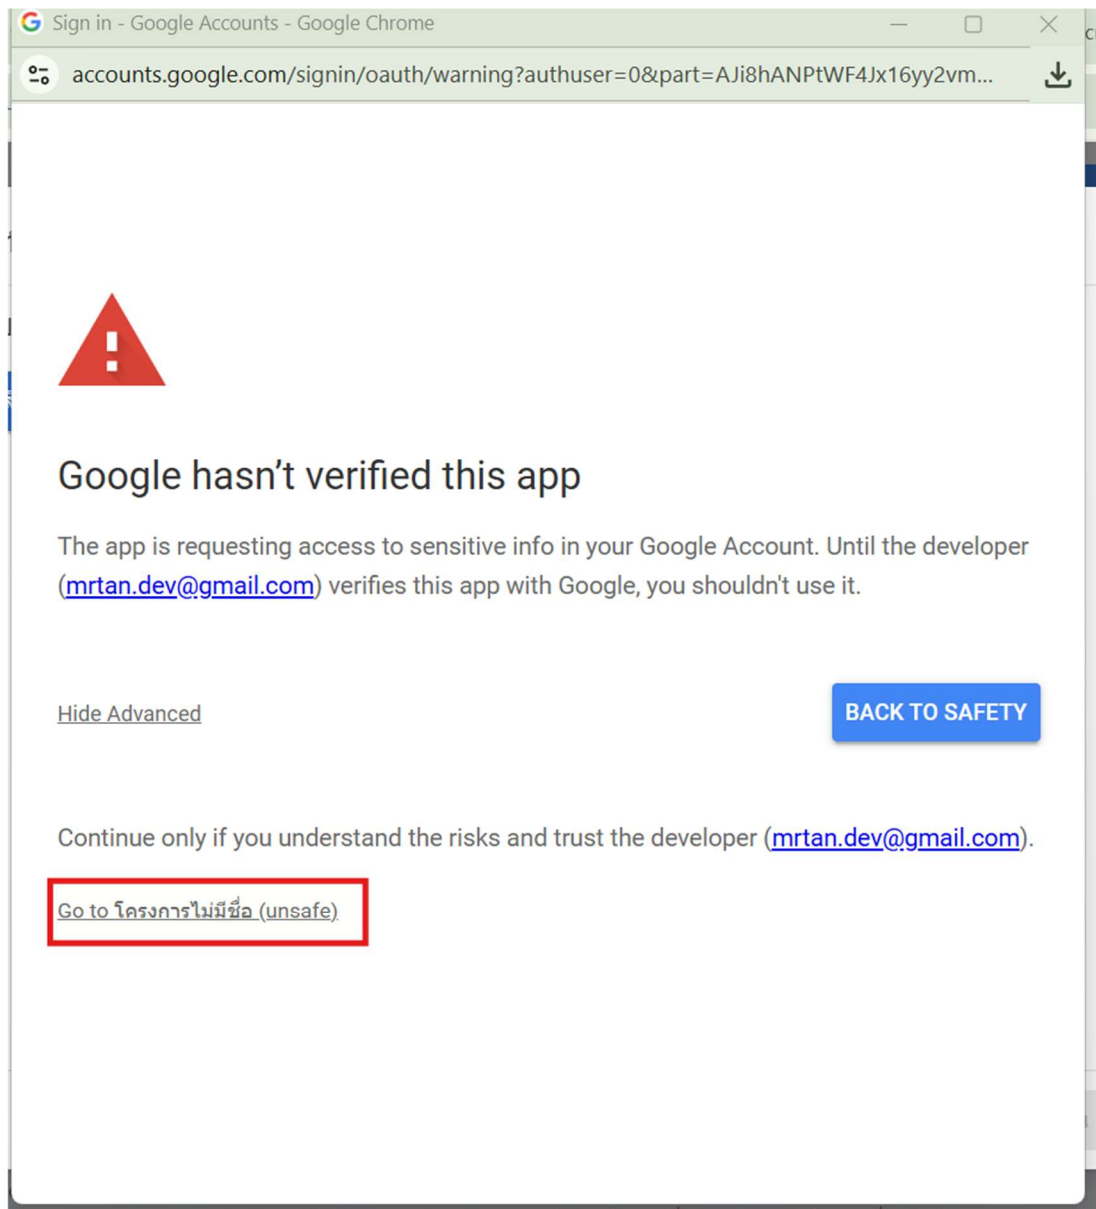 Sign in - Google Accounts - Google Chrome
accounts.google.com/signin/oauth/warning?authuser=0&part=AJi8hANPtWF4Jx16yy2vm...
Google hasn't verified this app
The app is requesting access to sensitive info in your Google Account. Until the developer
(mrtan.dev@gmail.com) verifies this app with Google, you shouldn't use it.
Hide Advanced
BACK TO SAFETY
Continue only if you understand the risks and trust the developer (mrtan.dev@gmail.com).
Go to โครงการไม่มีชื่อ (unsafe)